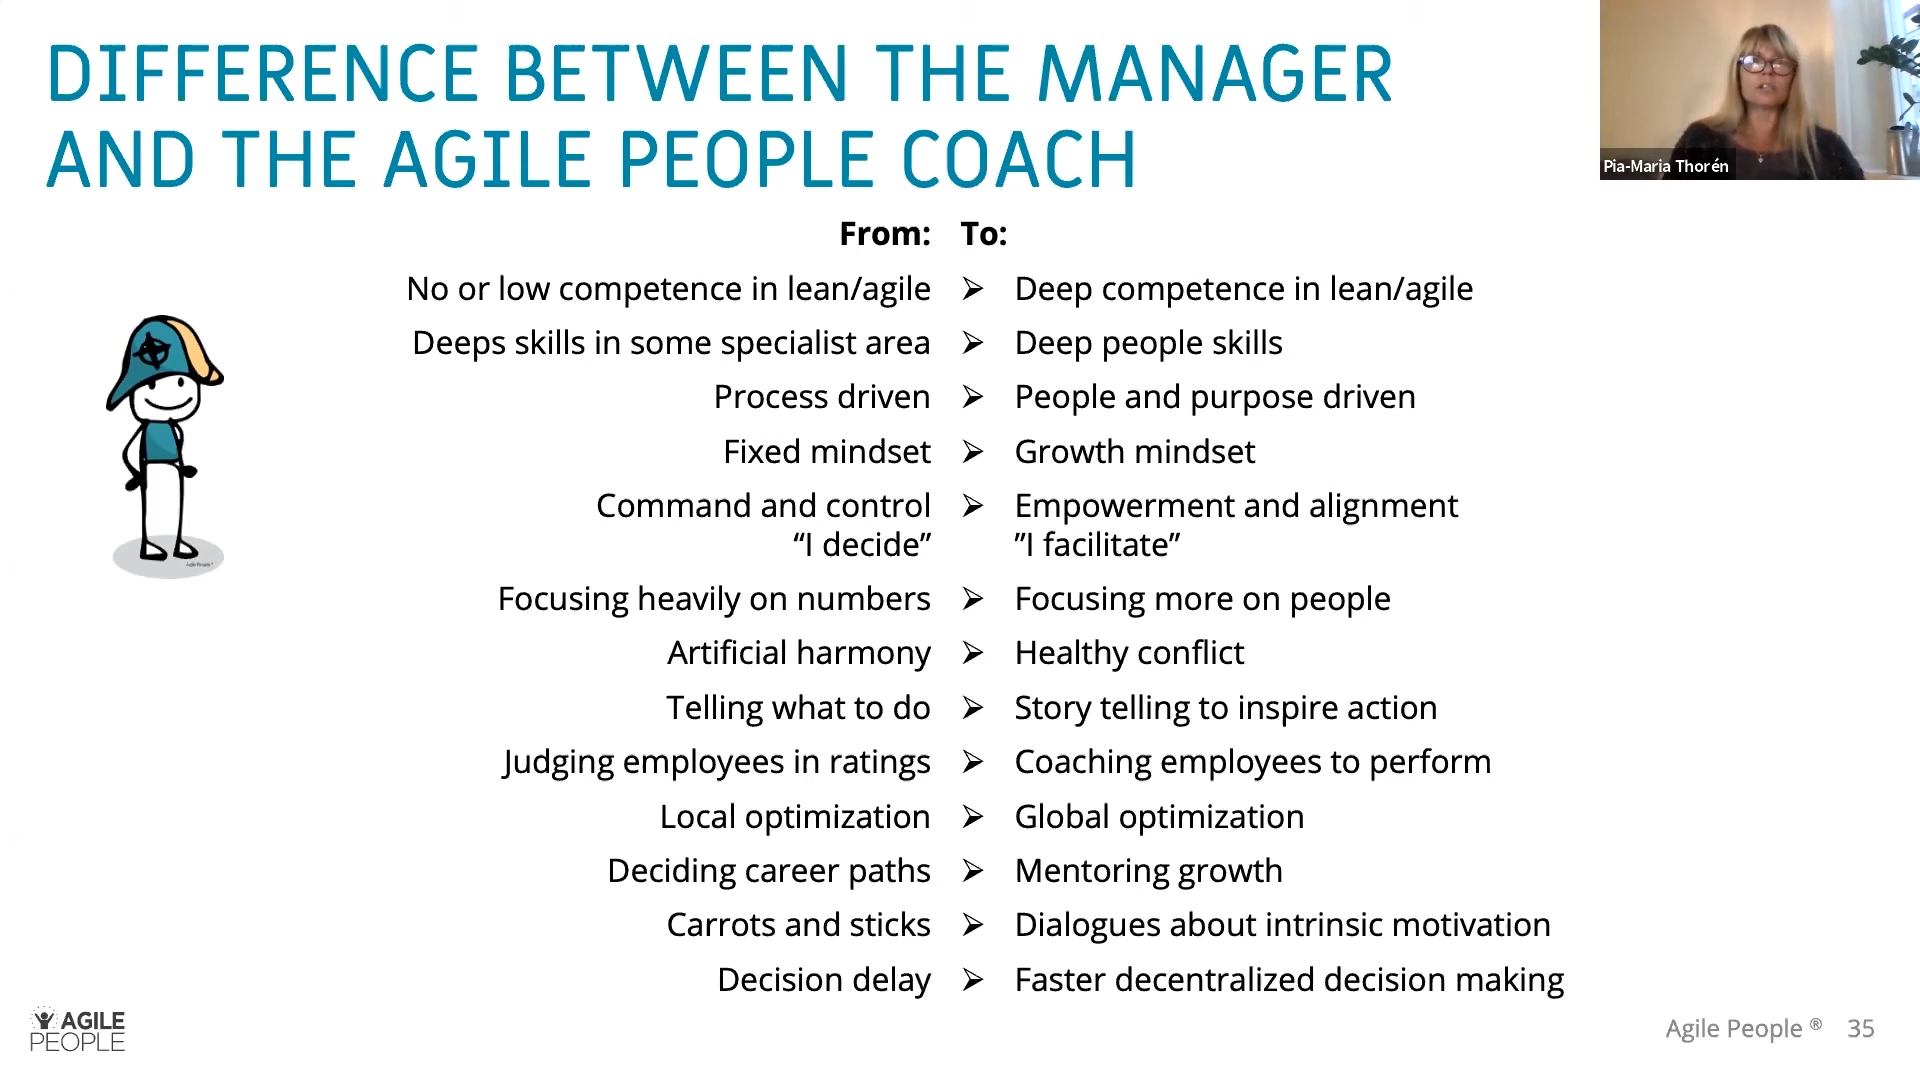 DIFFERENCE BETWEEN THE MANAGER
AND THE AGILE PEOPLE COACH
Pia-Maria Thorén
From: To:
No or low competence in lean/agile ➢ Deep competence in lean/agile
Deeps skills in some specialist area ➢ Deep people skills
Process driven ➢ People and purpose driven
Fixed mindset ➢ Growth mindset
Command and control ➢ Empowerment and alignment
“I decide” ”I facilitate”
Focusing heavily on numbers ➢ Focusing more on people
Artificial harmony ➢ Healthy conflict
Telling what to do ➢ Story telling to inspire action
Judging employees in ratings ➢ Coaching employees to perform
Local optimization ➢ Global optimization
Deciding career paths ➢ Mentoring growth
Carrots and sticks ➢ Dialogues about intrinsic motivation
Decision delay ➢ Faster decentralized decision making
Agile People
AGILE
PEOPLE
Agile People ® 35